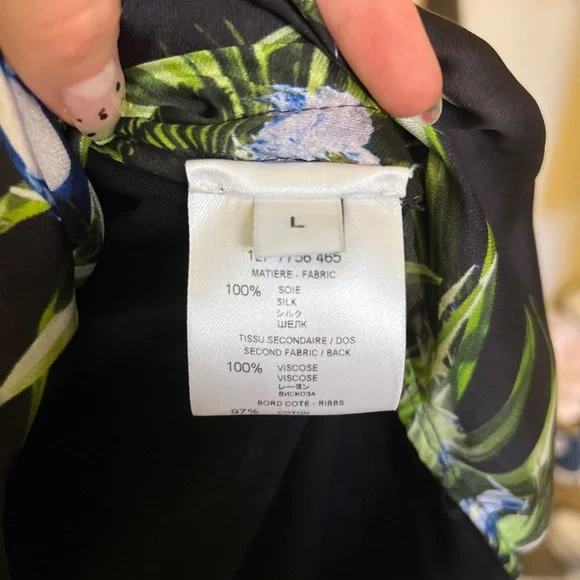 L
7756 465
MATIERE - FABRIC
100% SOIE
SILK
シルク
ШЕЛК
TISSU SECONDAIRE / DOS
SECOND FABRIC / BACK
100% VISCOSE
VISCOSE
レーヨン
ВИСКОЗА
BORD COTE - RIBBS
97% COTON